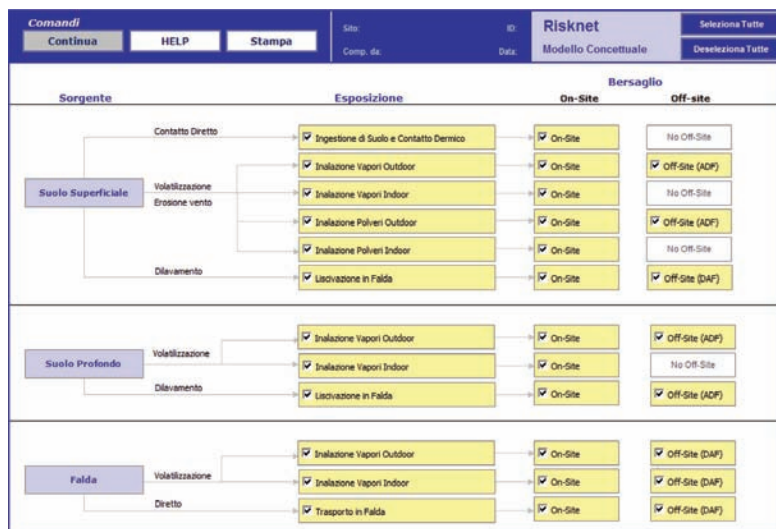 Comandi
Continua HELP Stampa
Sito: ID:
Comp. da: Data:
Risknet
Modello Concettuale
Seleziona Tutte
Deseleziona Tutte
Bersaglio
Sorgente Esposizione On-Site Off-site
Contatto Diretto Ingestione di Suolo e Contatto Dermico On-Site No Off-Site
Inalazione Vapori Outdoor On-Site Off-Site (ADF)
Suolo Superficiale Volatilizzazione Inalazione Vapori Indoor On-Site No Off-Site
Erosione vento
Inalazione Polveri Outdoor On-Site Off-Site (ADF)
Inalazione Polveri Indoor On-Site No Off-Site
Dilavamento Liscivazione in Falda On-Site Off-Site (DAF)
Inalazione Vapori Outdoor On-Site Off-Site (ADF)
Suolo Profondo Volatilizzazione Inalazione Vapori Indoor On-Site No Off-Site
Dilavamento Liscivazione in Falda On-Site Off-Site (ADF)
Inalazione Vapori Outdoor On-Site Off-Site (DAF)
Falda Volatilizzazione Inalazione Vapori Indoor On-Site Off-Site (DAF)
Diretto Trasporto in Falda On-Site Off-Site (DAF)